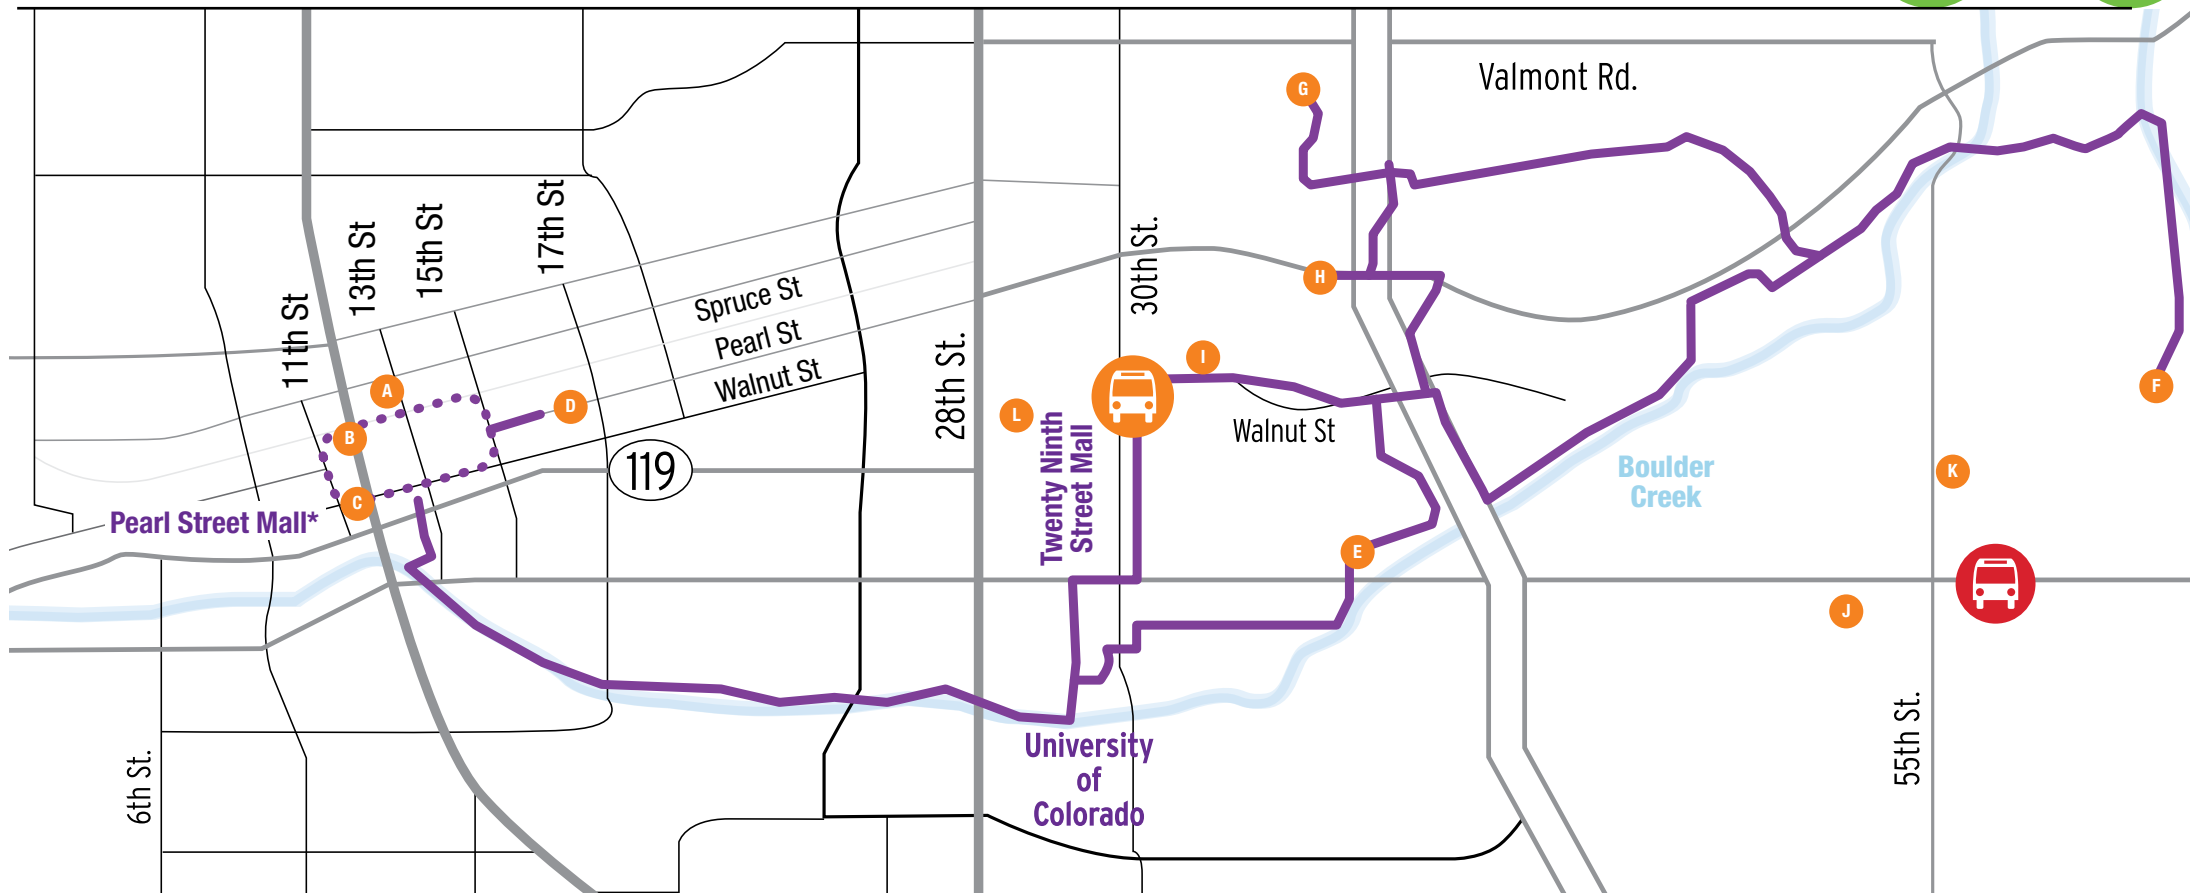 G
Valmont Rd.
17th St
15th St
13th St
11th St
30th St.
H
Spruce St
Pearl St
Walnut St
28th St.
A
B
C
D
I
L
F
Walnut St
Twenty Ninth
Street Mall
119
Boulder
Creek
K
Pearl Street Mall*
E
J
University
of
Colorado
6th St.
55th St.